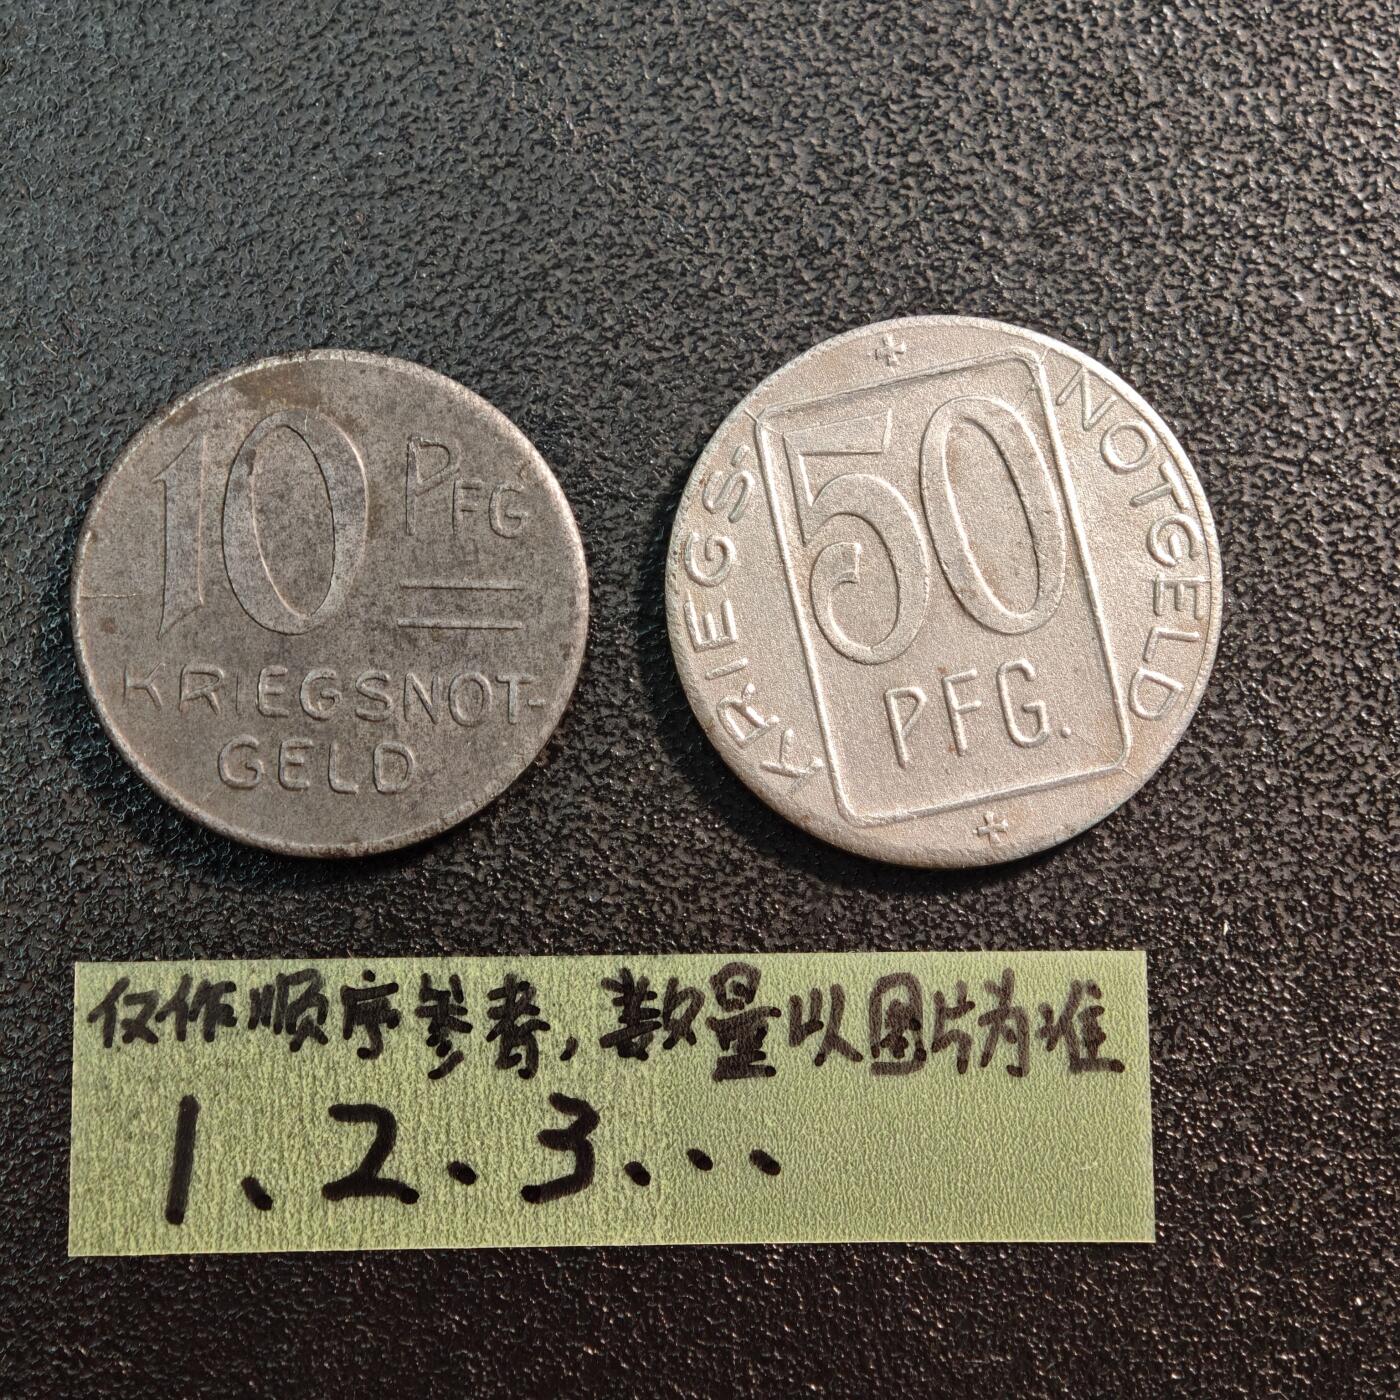 10 PFG
KRIEGSNOT-
GELD
KRIEGS-
NOTGELD
50
PFG.
仅作顺序参考,数量以图片为准
1、2、3...